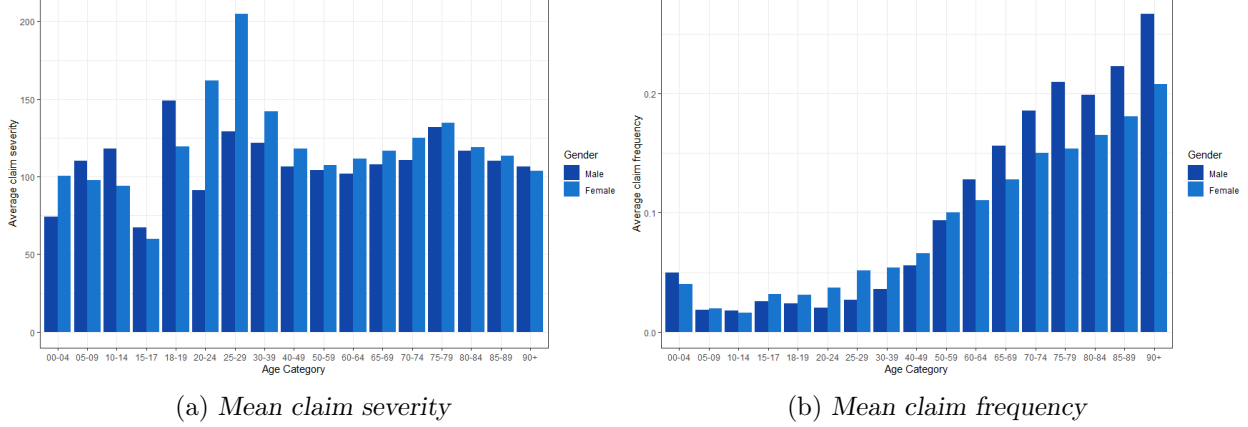 200
150
100
50
0
Average claim severity
00-04 05-09 10-14 15-17 18-19 20-24 25-29 30-39 40-49 50-59 60-64 65-69 70-74 75-79 80-84 85-89 90+
Age Category
Gender
Male
Female
(a) Mean claim severity
0.2
0.1
0.0
Average claim frequency
00-04 05-09 10-14 15-17 18-19 20-24 25-29 30-39 40-49 50-59 60-64 65-69 70-74 75-79 80-84 85-89 90+
Age Category
Gender
Male
Female
(b) Mean claim frequency